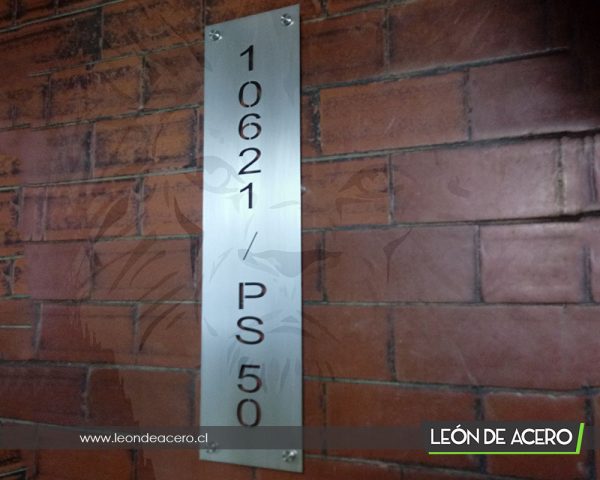 10621 / PS 50
www.leondeacero.cl
LEÓN DE ACERO